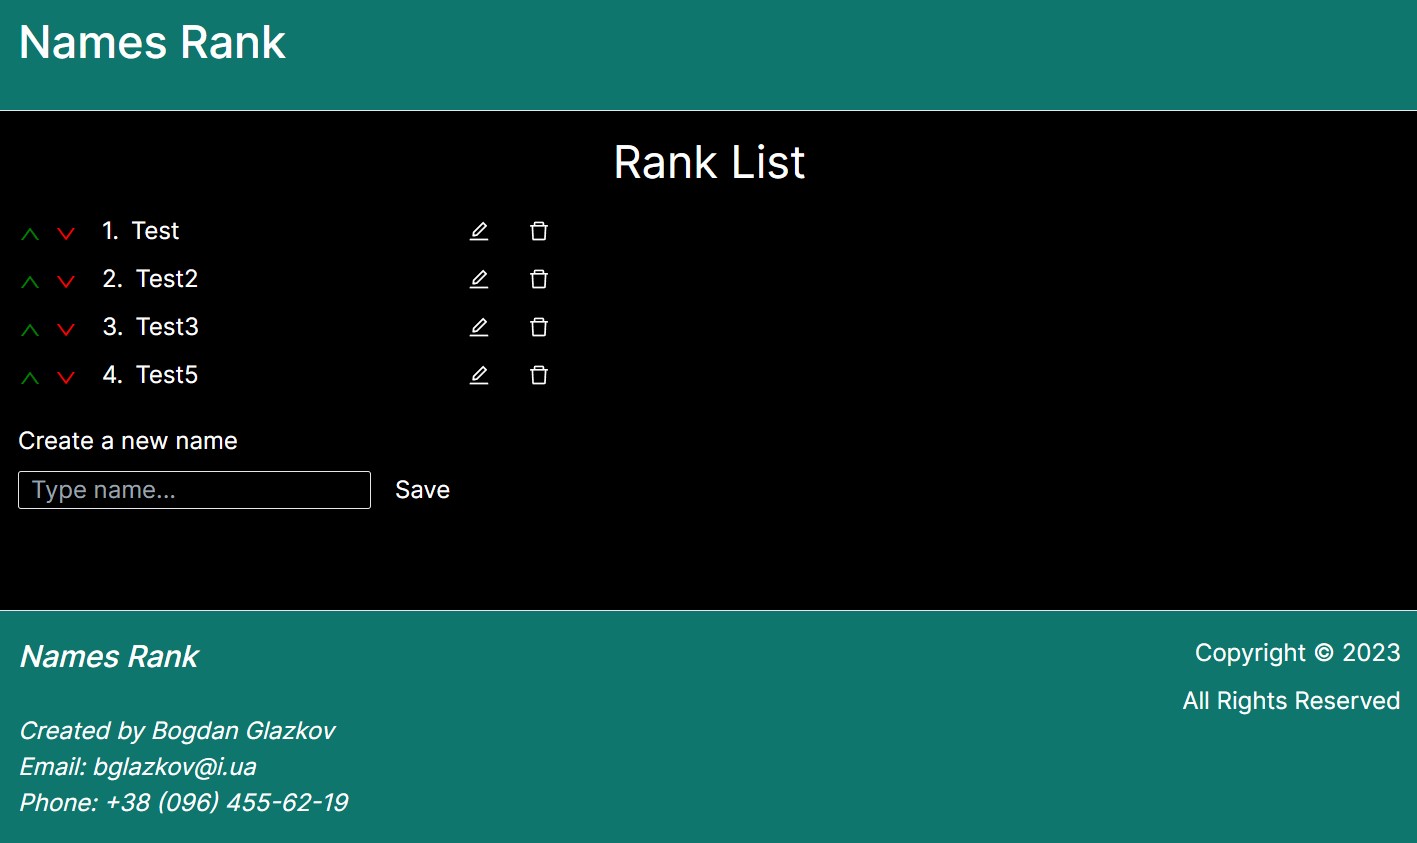 Names Rank
Rank List
1. Test
2. Test2
3. Test3
4. Test5
Create a new name
Type name...
Save
Names Rank
Created by Bogdan Glazkov
Email: bglazkov@i.ua
Phone: +38 (096) 455-62-19
Copyright © 2023
All Rights Reserved